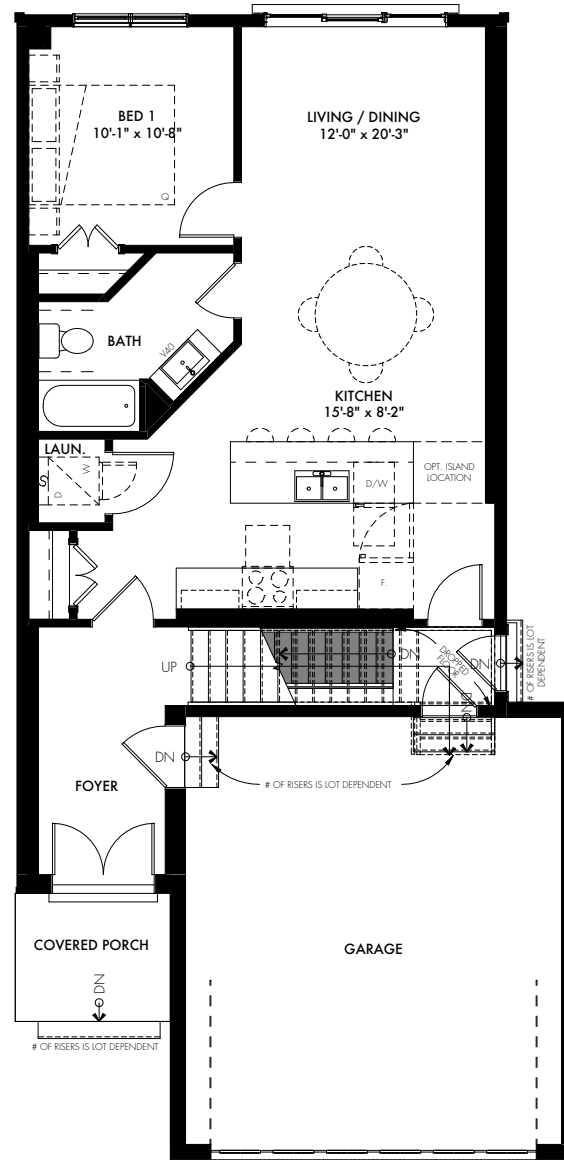 BED 1
10'-1" x 10'-8"
LIVING / DINING
12'-0" x 20'-3"
Q
BATH
V40
KITCHEN
15'-8" x 8'-2"
LAUN.
W
D
S
D/W
OPT. ISLAND
LOCATION
F.
UP
DN
DROPPED
FLOOR
DN
# OF RISERS IS LOT
DEPENDENT
DN
DN
# OF RISERS IS LOT DEPENDENT
FOYER
COVERED PORCH
GARAGE
DN
# OF RISERS IS LOT DEPENDENT